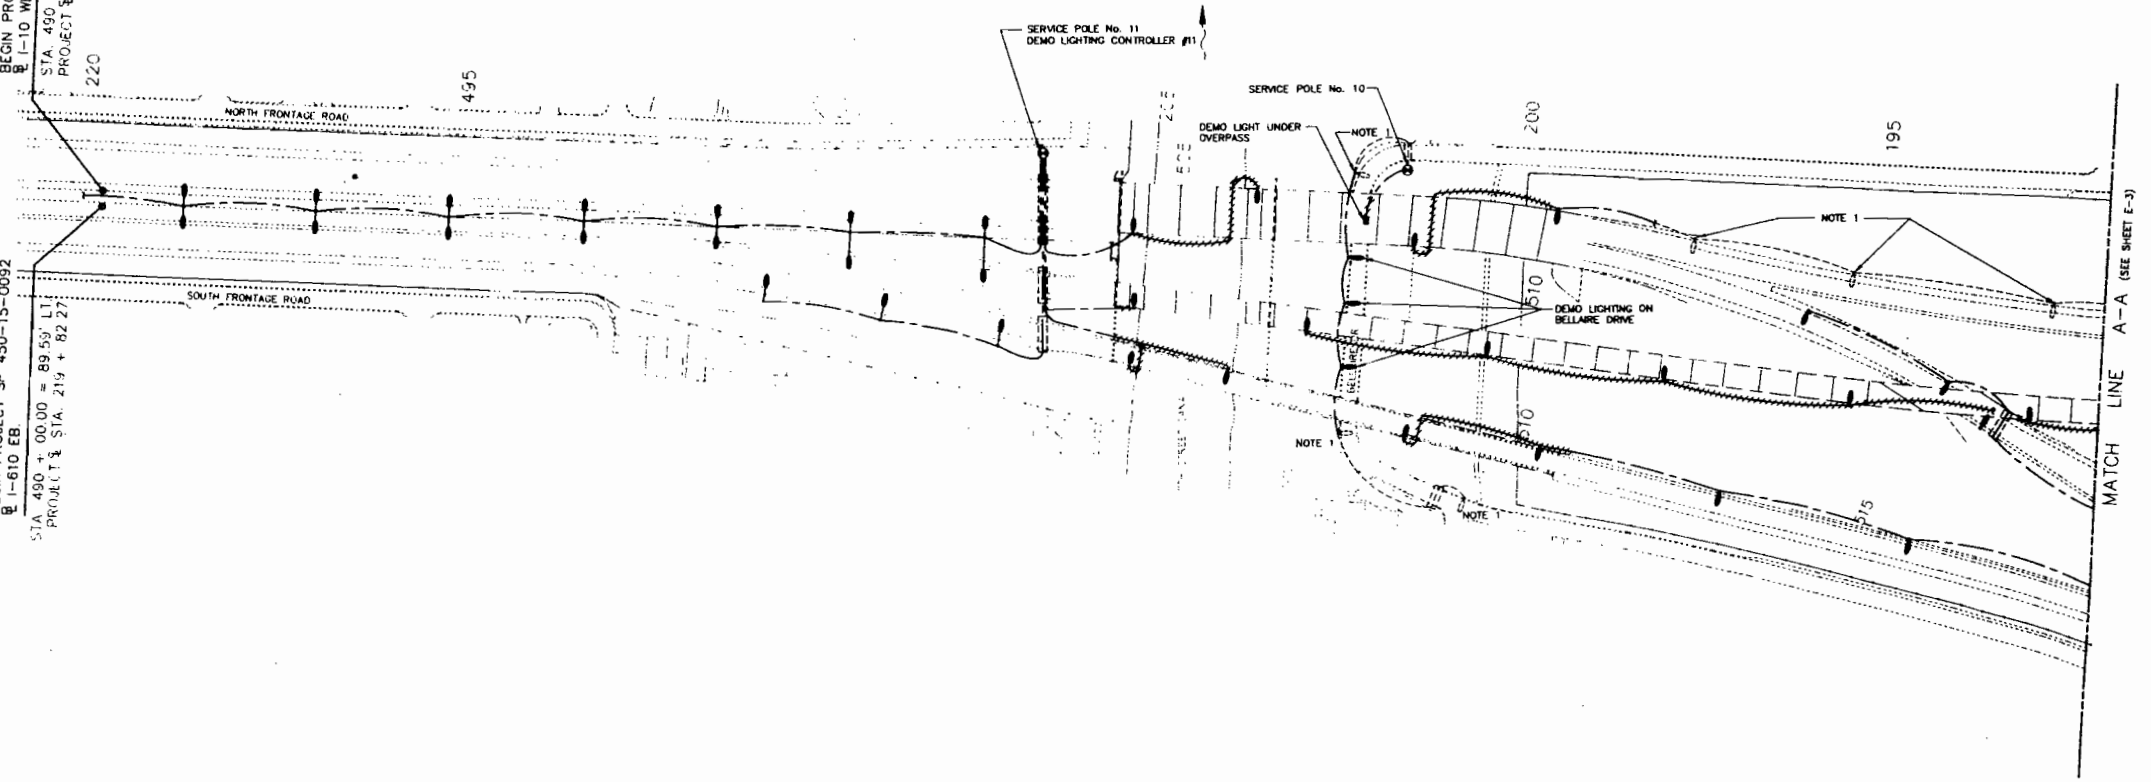 BEGIN PRO
I-10 W
STA. 490
PROJECT
220
495
SERVICE POLE No. 11
DEMO LIGHTING CONTROLLER #11
SERVICE POLE No. 10
DEMO LIGHT UNDER
OVERPASS
NOTE 1
200
195
NORTH FRONTAGE ROAD
SOUTH FRONTAGE ROAD
450-15-0092
I-610 EB.
STA 490 + 00.00 = 89.59' LT
PROJECT STA. 219 + 82.27
NOTE 1
510
DEMO LIGHTING ON
BELLAIRE DRIVE
510
NOTE 1
NOTE 1
515
MATCH LINE A-A (SEE SHEET E-3)